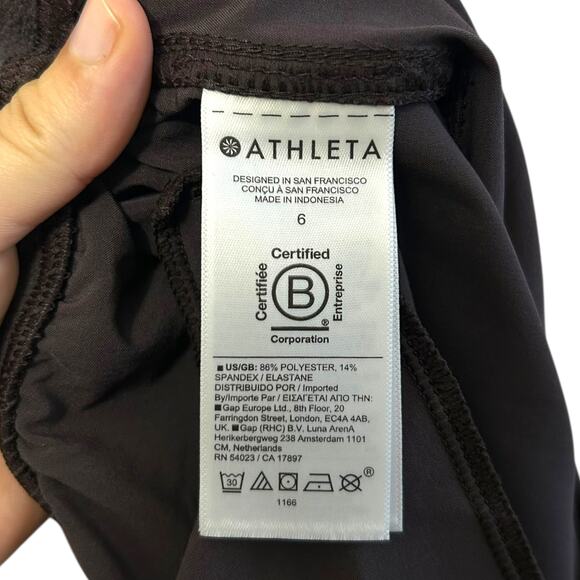 ATHLETA
DESIGNED IN SAN FRANCISCO
CONÇU À SAN FRANCISCO
MADE IN INDONESIA
6
Certified
Certifiée
B
Entreprise
®
Corporation
■ US/GB: 86% POLYESTER, 14%
SPANDEX / ELASTANE
DISTRIBUIDO POR / Imported
By/Importe Par / ΕΙΣΑΓΕΤΑΙ ΑΠΟ ΤΗΝ:
■Gap Europe Ltd., 8th Floor, 20
Farringdon Street, London, EC4A 4AB,
UK. ■Gap (RHC) B.V. Luna ArenA
Herikerbergweg 238 Amsterdam 1101
CM, Netherlands
RN 54023 / CA 17897
30 ®
1166